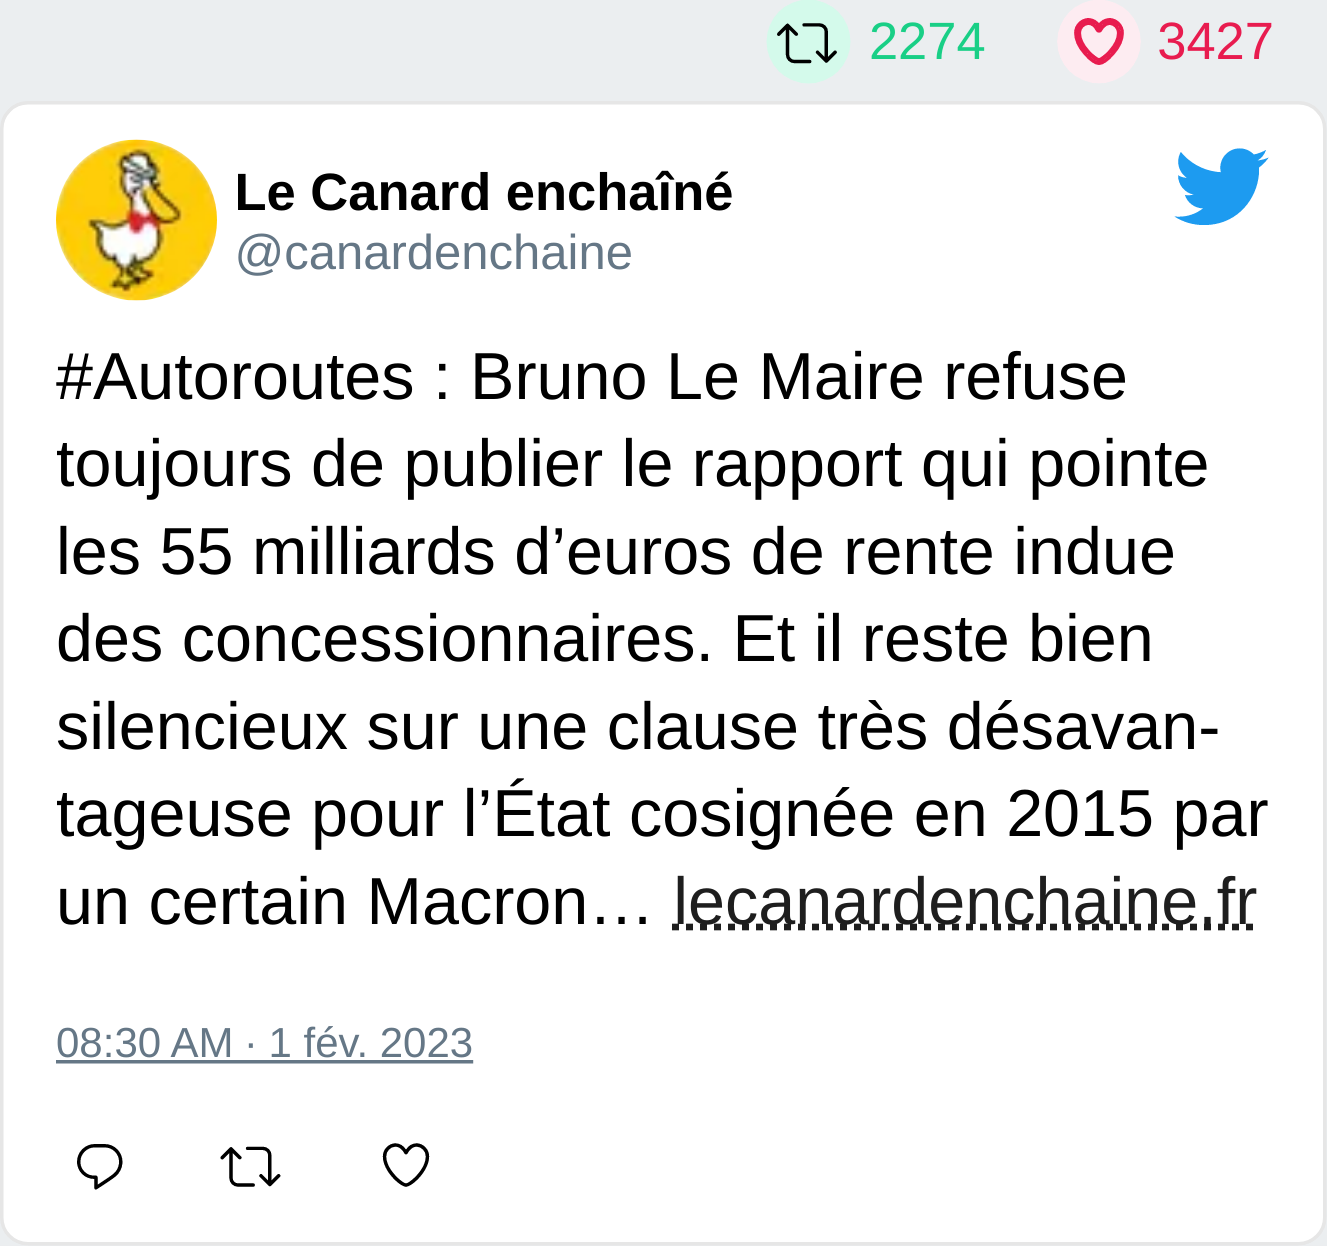 2274 3427
Le Canard enchaîné
@canardenchaine
#Autoroutes : Bruno Le Maire refuse
toujours de publier le rapport qui pointe
les 55 milliards d’euros de rente indue
des concessionnaires. Et il reste bien
silencieux sur une clause très désavan-
tageuse pour l’État cosignée en 2015 par
un certain Macron… lecanardenchaine.fr
08:30 AM · 1 fév. 2023